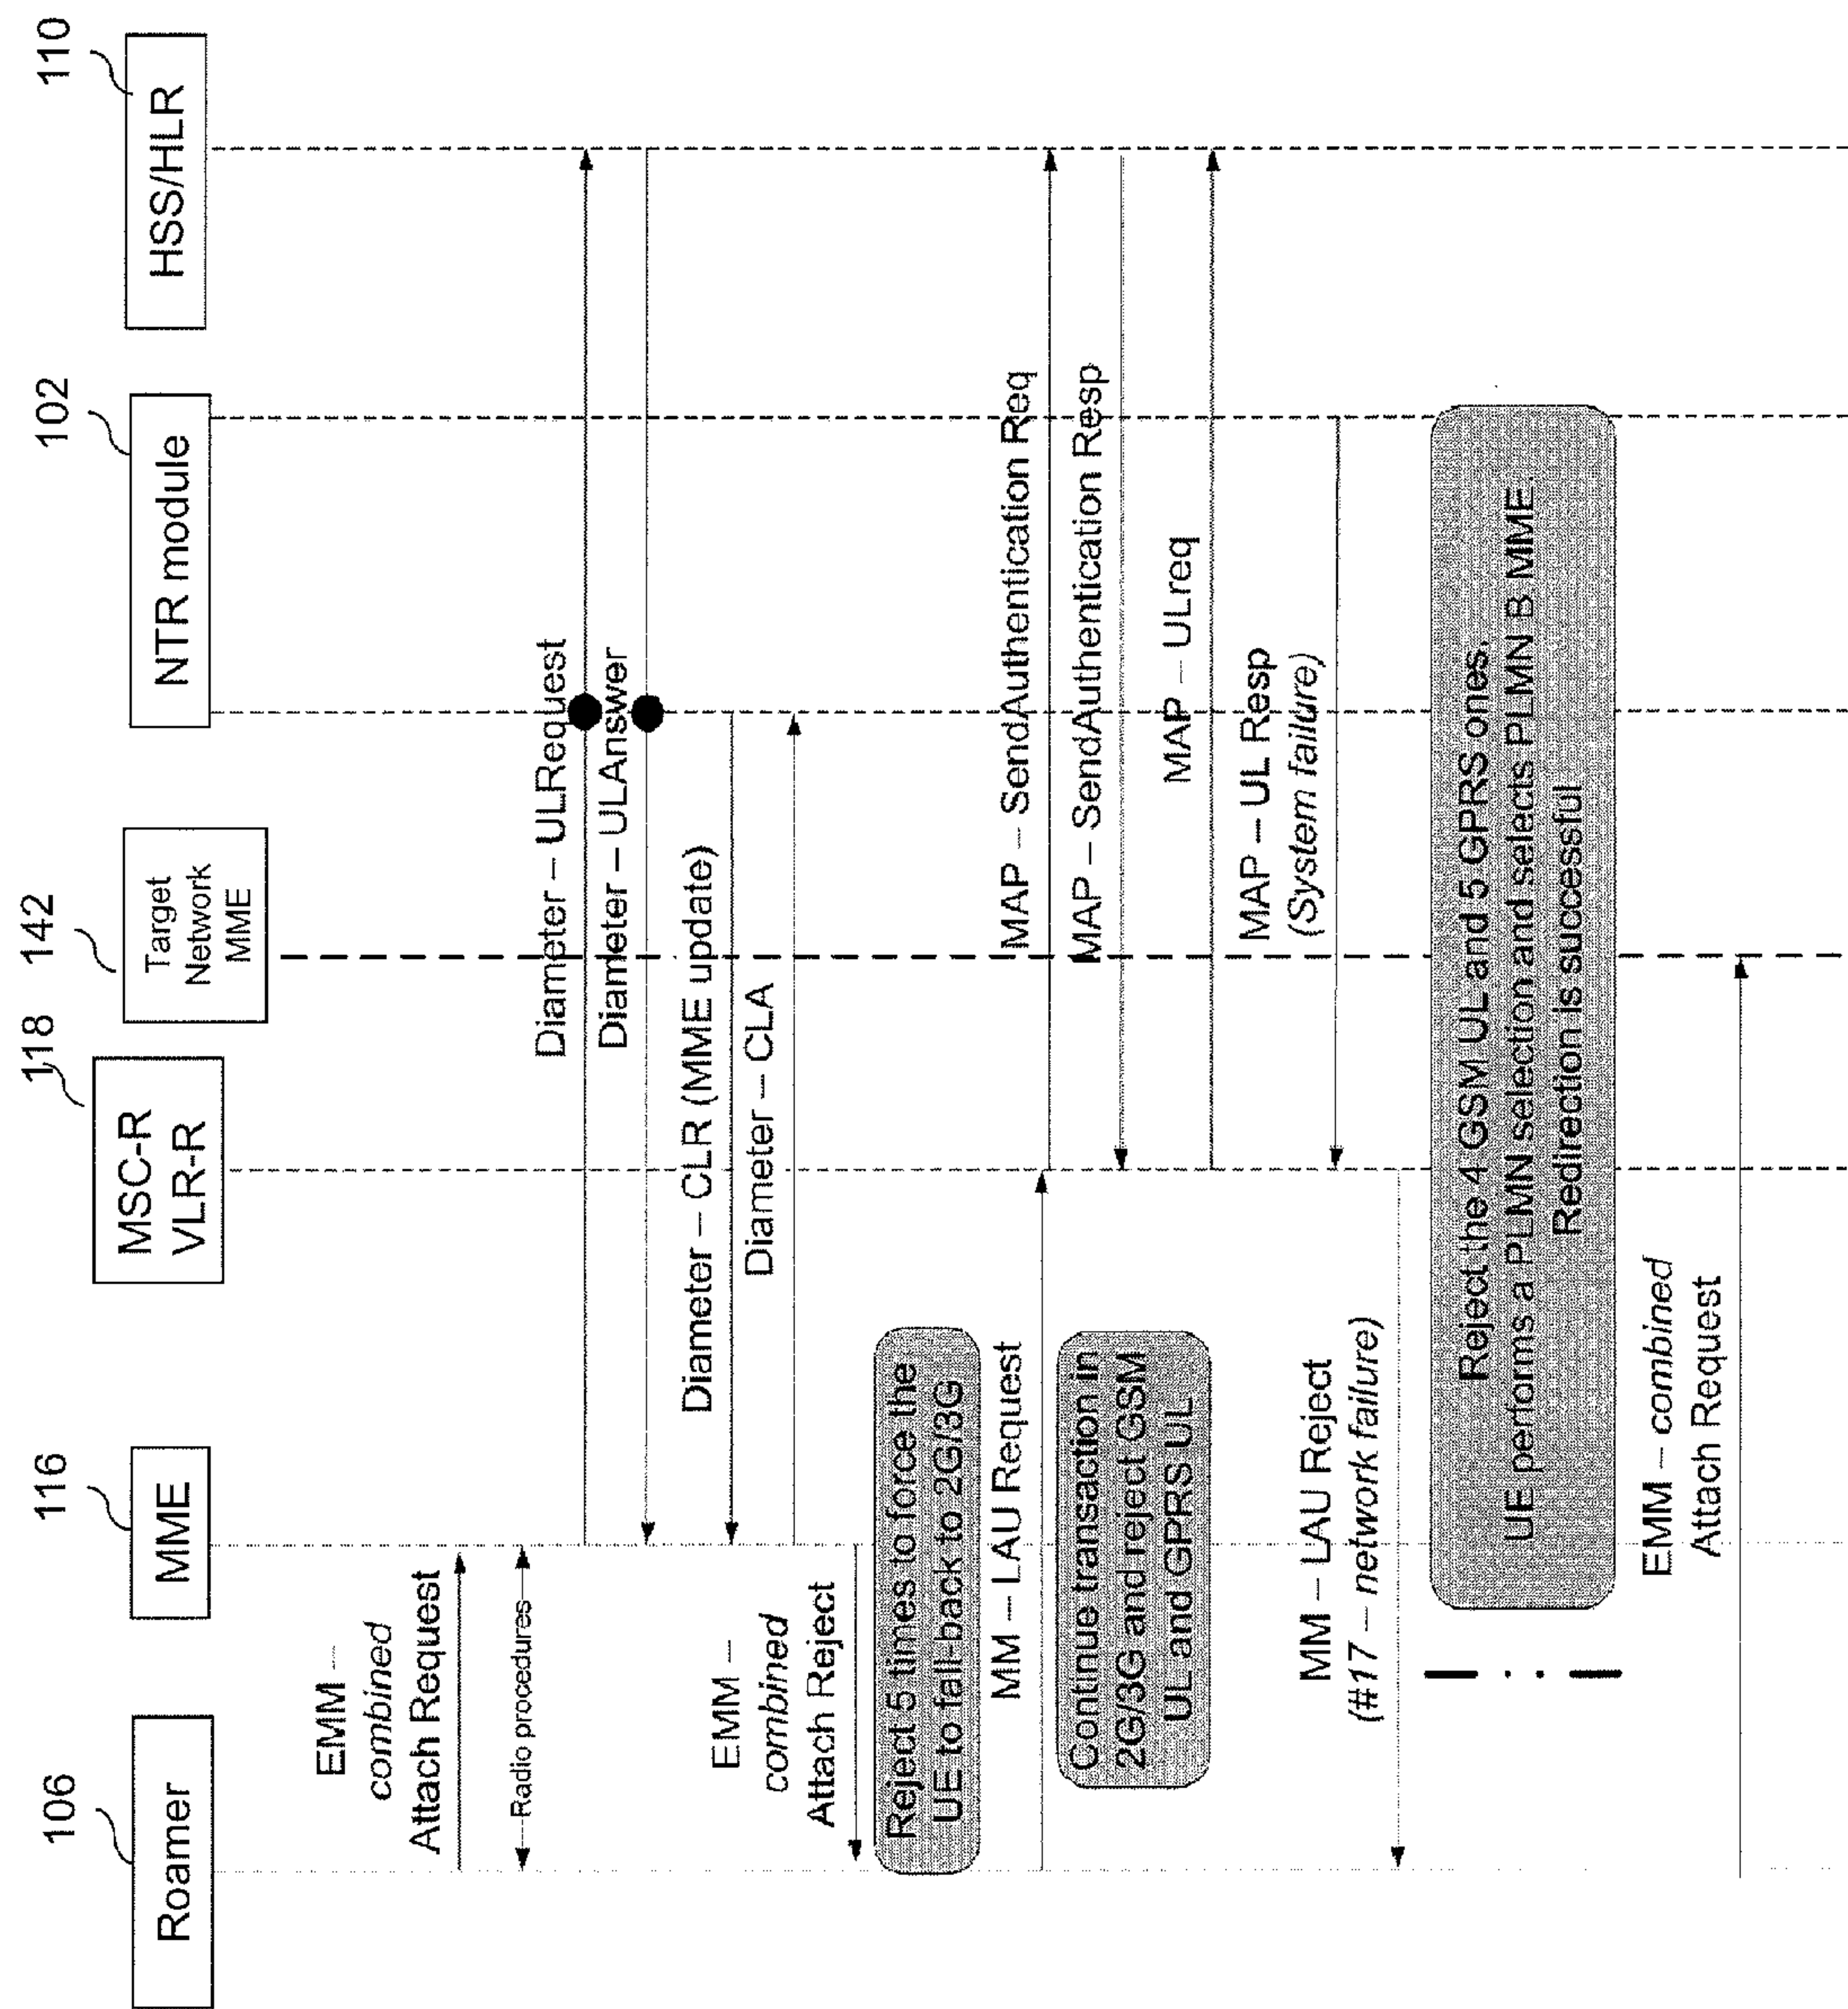 106
116
118
142
102
110
Roamer
MME
MSC-R
VLR-R
Target
Network
MME
NTR module
HSS/HLR
EMM –
combined
Attach Request
Radio procedures
Diameter – ULRequest
Diameter – ULAnswer
Diameter – CLR (MME update)
Diameter – CLA
EMM –
combined
Attach Reject
Reject 5 times to force the
UE to fall-back to 2G/3G
MM – LAU Request
MAP – SendAuthentication Req
Continue transaction in
2G/3G and reject GSM
UL and GPRS UL
MAP – SendAuthentication Resp
MAP – ULreq
MAP – UL Resp
(System failure)
MM – LAU Reject
(#17 – network failure)
Reject the 4 GSM UL and 5 GPRS ones.
UE performs a PLMN selection and selects PLMN B MME.
Redirection is successful
EMM – combined
Attach Request